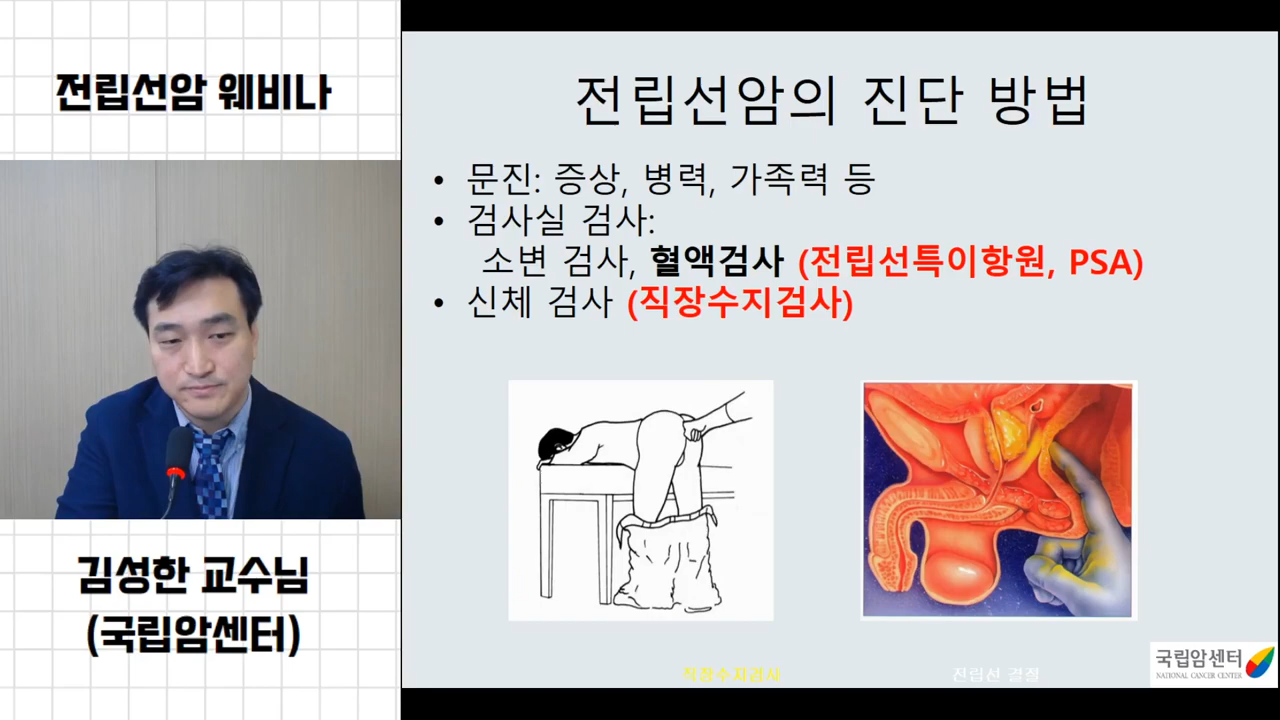 전립선암 웨비나
김성한 교수님
(국립암센터)
전립선암의 진단 방법
• 문진: 증상, 병력, 가족력 등
• 검사실 검사:
소변 검사, 혈액검사 (전립선특이항원, PSA)
• 신체 검사 (직장수지검사)
직장수지검사
전립선 결절
국립암센터
NATIONAL CANCER CENTER